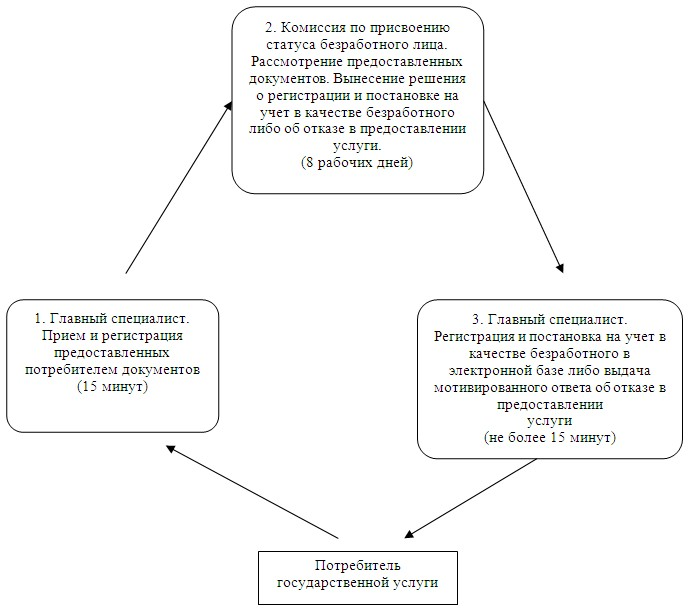 2. Комиссия по присвоению
статуса безработного лица.
Рассмотрение предоставленных
документов. Вынесение решения
о регистрации и постановке на
учет в качестве безработного
либо об отказе в предоставлении
услуги.
(8 рабочих дней)
1. Главный специалист.
Прием и регистрация
предоставленных
потребителем документов
(15 минут)
3. Главный специалист.
Регистрация и постановка на учет в
качестве безработного в
электронной базе либо выдача
мотивированного ответа об отказе в
предоставлении
услуги
(не более 15 минут)
Потребитель
государственной услуги